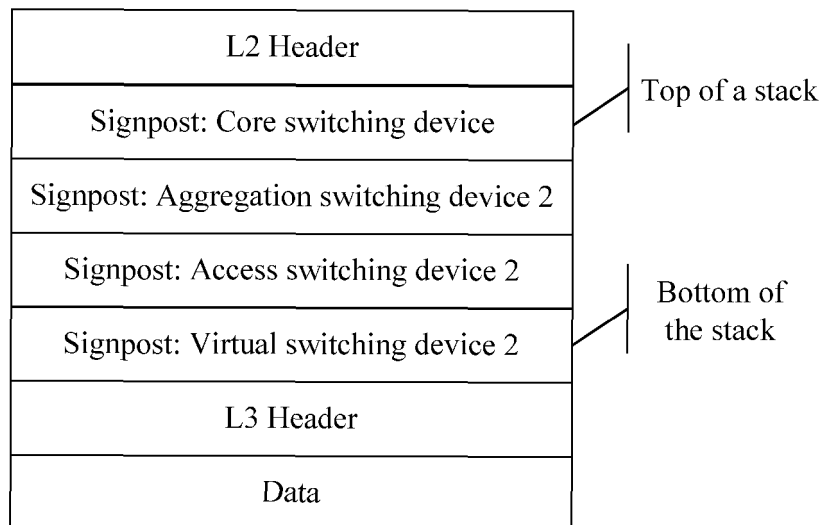 L2 Header
Signpost: Core switching device
Top of a stack
Signpost: Aggregation switching device 2
Signpost: Access switching device 2
Signpost: Virtual switching device 2
Bottom of
the stack
L3 Header
Data